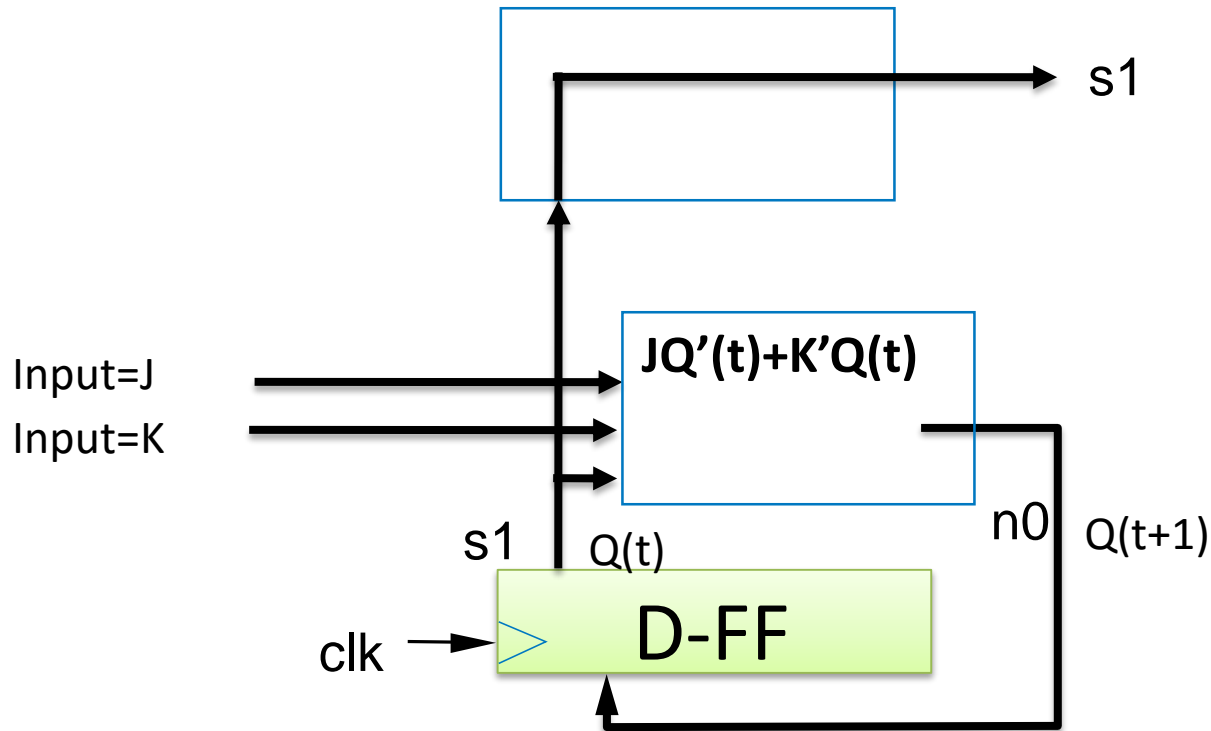 s1
JQ’(t)+K’Q(t)
Input=J
Input=K
n0
Q(t+1)
s1
Q(t)
D-FF
clk